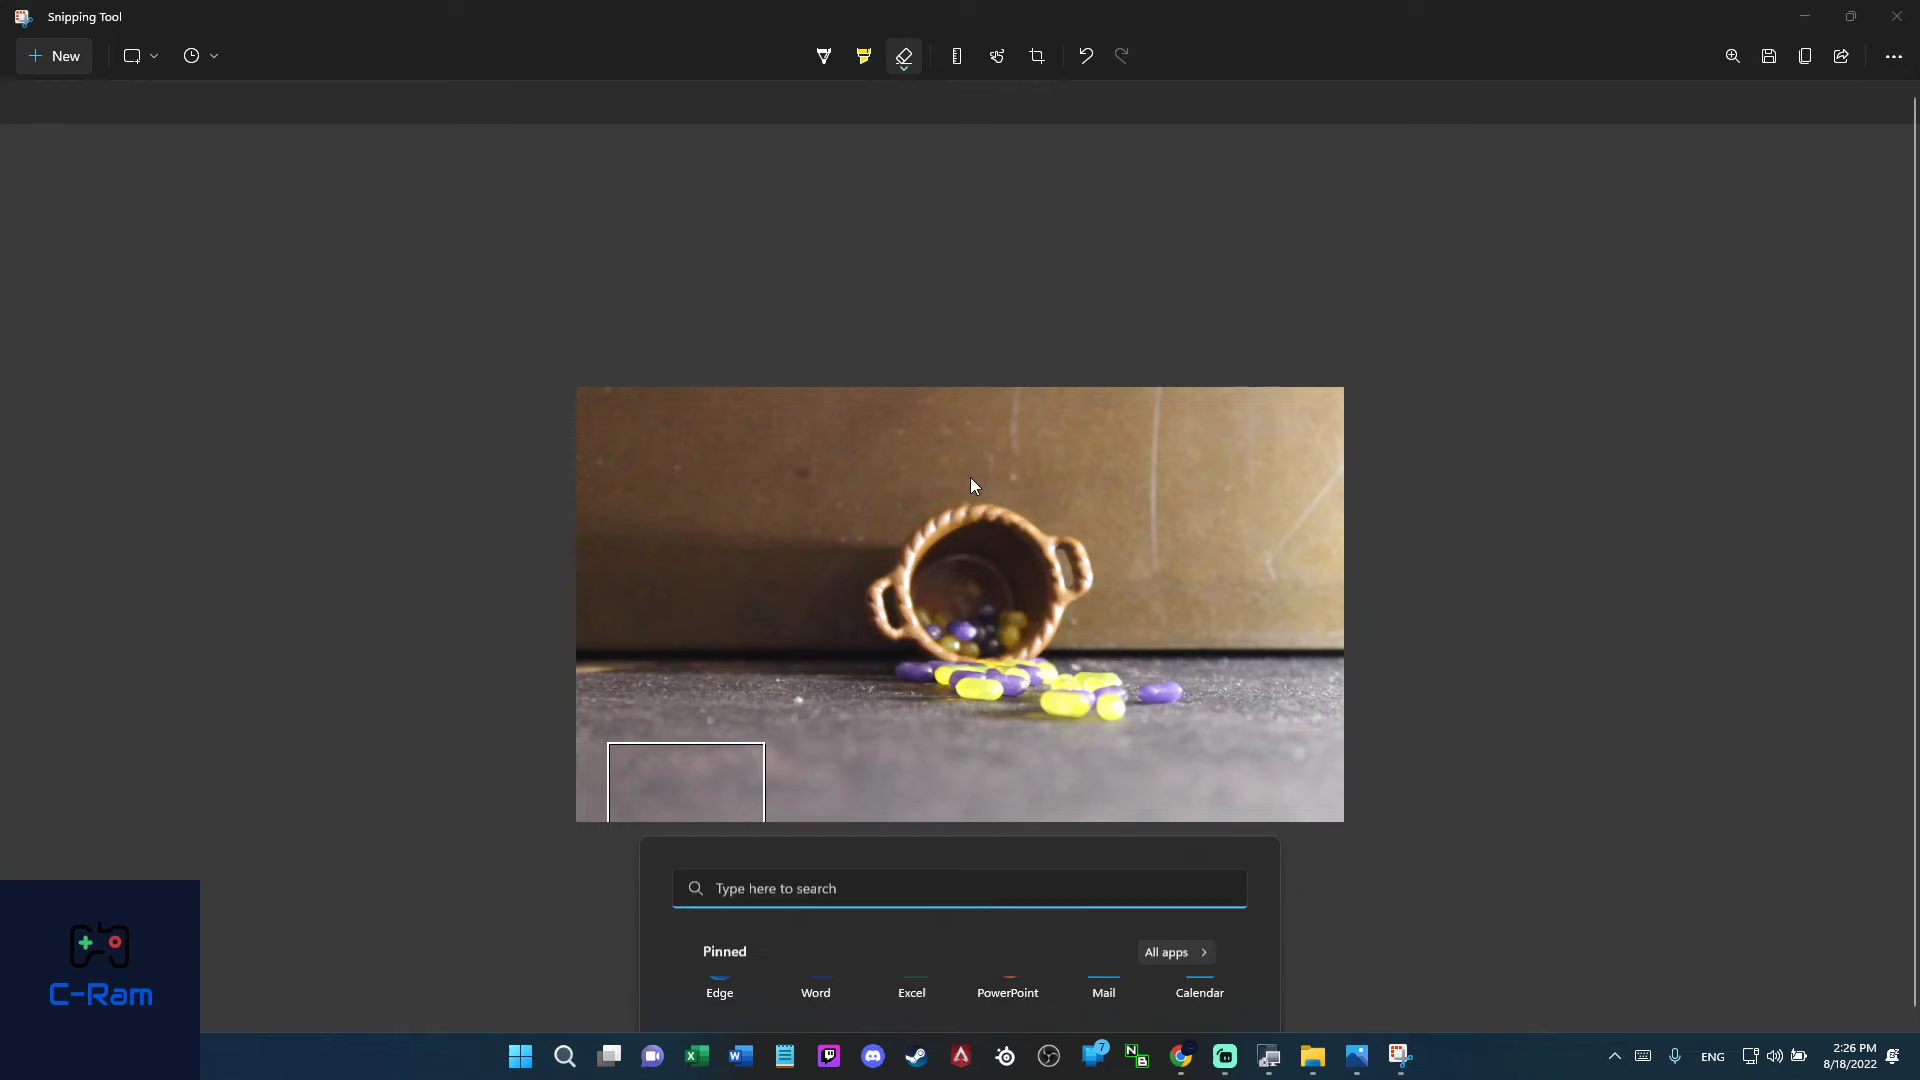 Snipping Tool
New
Type here to search
Pinned
All apps
Edge
Word
Excel
PowerPoint
Mail
Calendar
C-Ram
7
ENG
2:26 PM
8/18/2022